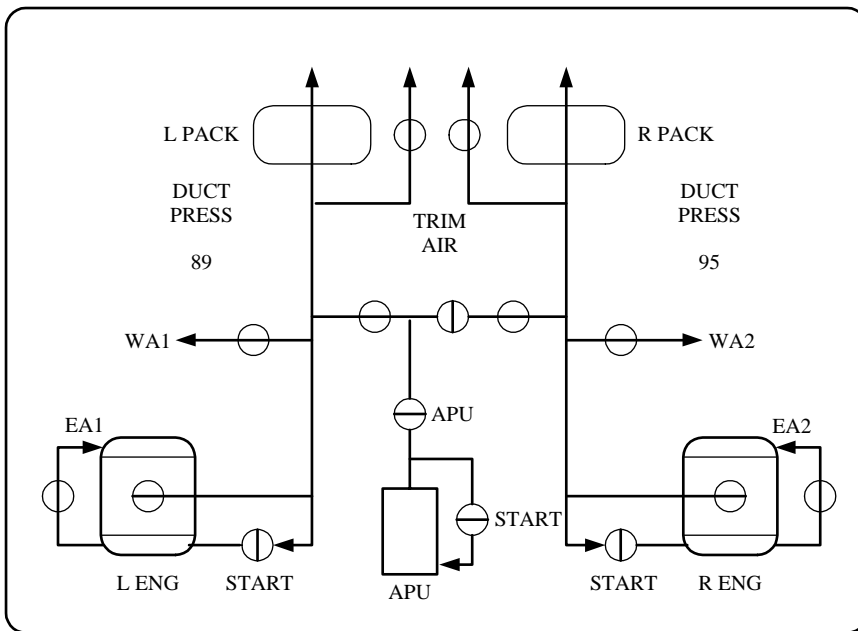 L PACK
R PACK
DUCT
PRESS
89
TRIM
AIR
DUCT
PRESS
95
WA1
WA2
EA1
APU
EA2
START
L ENG
START
APU
START
R ENG